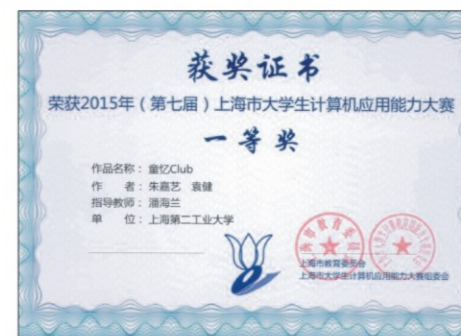 获奖证书
荣获2015年（第七届）上海市大学生计算机应用能力大赛
一等奖
作品名称：童忆Club
作　　者：朱嘉艺　袁健
指导教师：潘海兰
单　　位：上海第二工业大学
上海市教育委员会
上海市大学生计算机应用能力大赛组委会